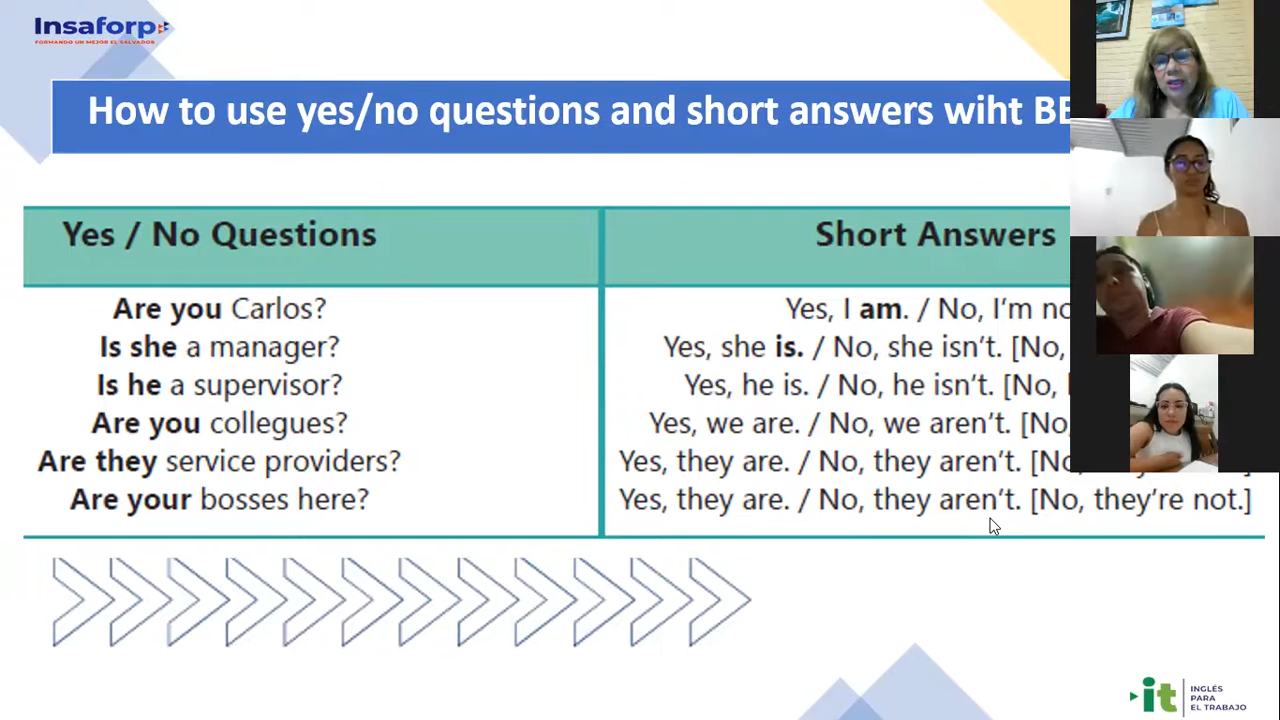 Insaforp
FORMANDO UN MEJOR EL SALVADOR
How to use yes/no questions and short answers wiht
Yes / No Questions
Short Answers
Are you Carlos?
Yes, I am. / No, I'm
Is she a manager?
Yes, she is. / No, she isn't. [No,
Is he a supervisor?
Yes, he is. / No, he isn't. [No,
Are you collegues?
Yes, we are. / No, we aren't. [No,
Are they service providers?
Yes, they are. / No, they aren't. [No,
Are your bosses here?
Yes, they are. / No, they aren't. [No, they're not.]
it
INGLÉS
PARA
EL TRABAJO